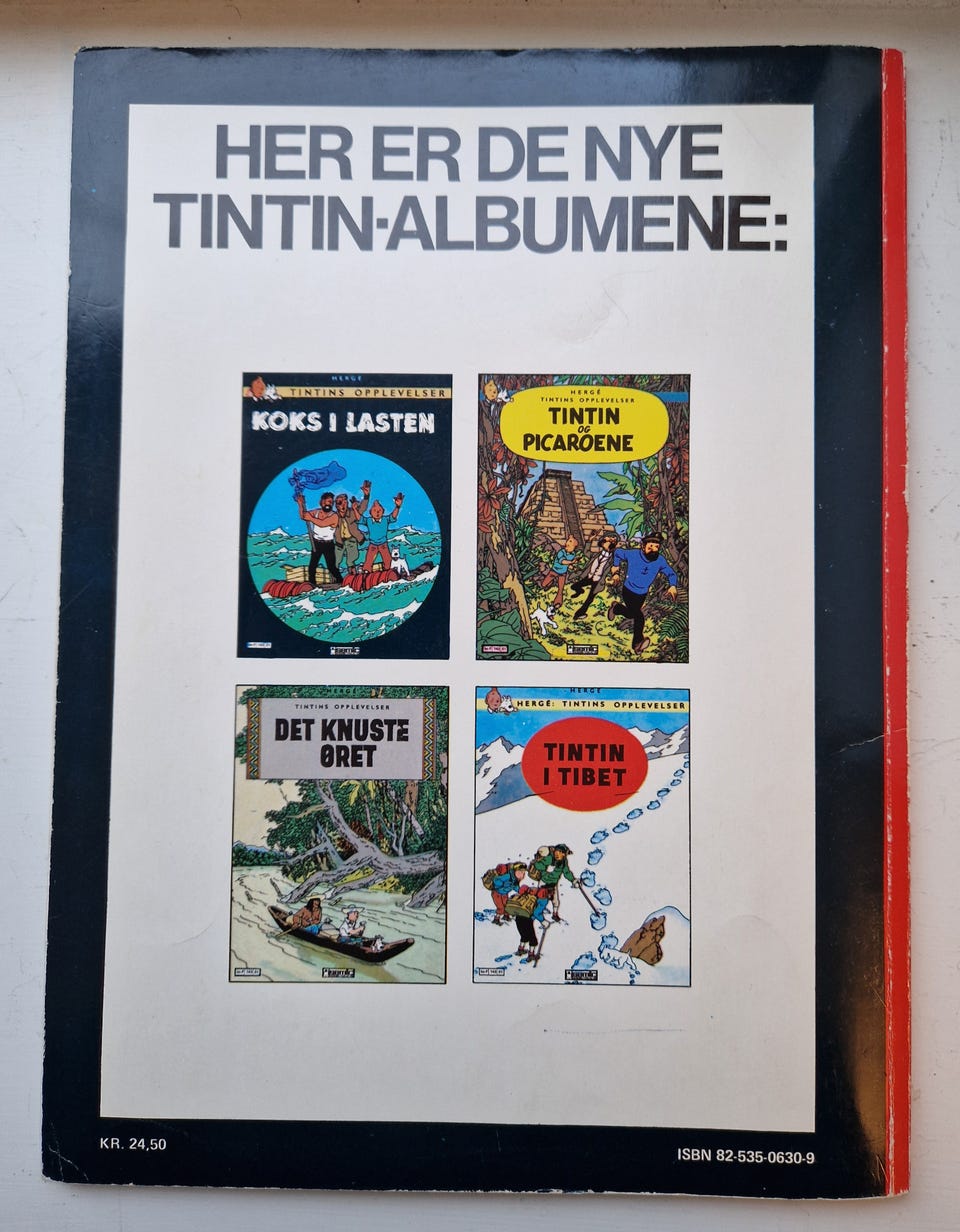 HER ER DE NYE
TINTIN-ALBUMENE:
HERGÉ
TINTINS OPPLEVELSER
KOKS I LASTEN
HERGÉ
TINTINS OPPLEVELSER
TINTIN
OG
PICAROENE
HERGÉ
TINTINS OPPLEVELSER
DET KNUSTE
ØRET
HERGÉ
HERGÉ: TINTINS OPPLEVELSER
TINTIN
I TIBET
KR. 24,50
ISBN 82-535-0630-9